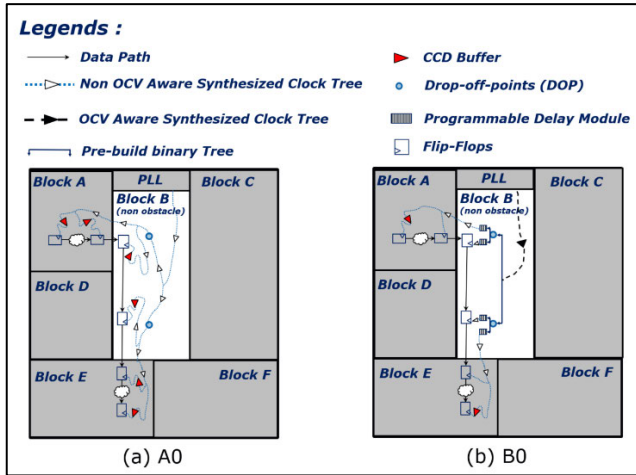 Legends :
Data Path
CCD Buffer
Non OCV Aware Synthesized Clock Tree
Drop-off-points (DOP)
OCV Aware Synthesized Clock Tree
Programmable Delay Module
Pre-build binary Tree
Flip-Flops
Block A
PLL
Block C
Block B
(non obstacle)
Block D
Block E
Block F
(a) A0
Block A
PLL
Block C
Block B
(non obstacle)
Block D
Block E
Block F
(b) B0